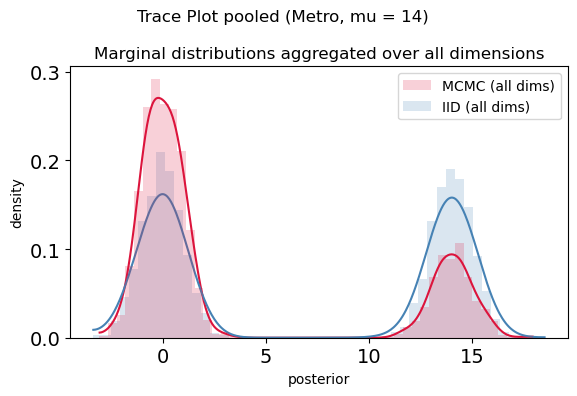 Trace Plot pooled (Metro, mu = 14)
Marginal distributions aggregated over all dimensions
MCMC (all dims)
IID (all dims)
density
0.3
0.2
0.1
0.0
0
5
10
15
posterior